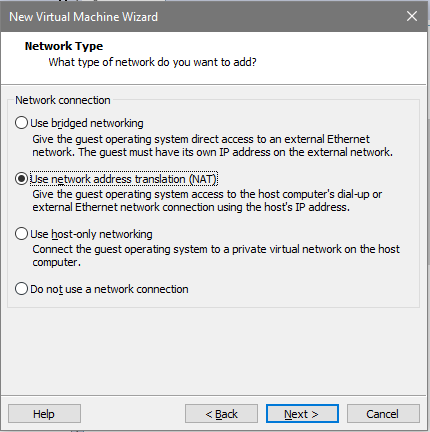 New Virtual Machine Wizard
Network Type
What type of network do you want to add?
Network connection
Use bridged networking
Give the guest operating system direct access to an external Ethernet
network. The guest must have its own IP address on the external network.
Use network address translation (NAT)
Give the guest operating system access to the host computer's dial-up or
external Ethernet network connection using the host's IP address.
Use host-only networking
Connect the guest operating system to a private virtual network on the host
computer.
Do not use a network connection
Help
< Back
Next >
Cancel